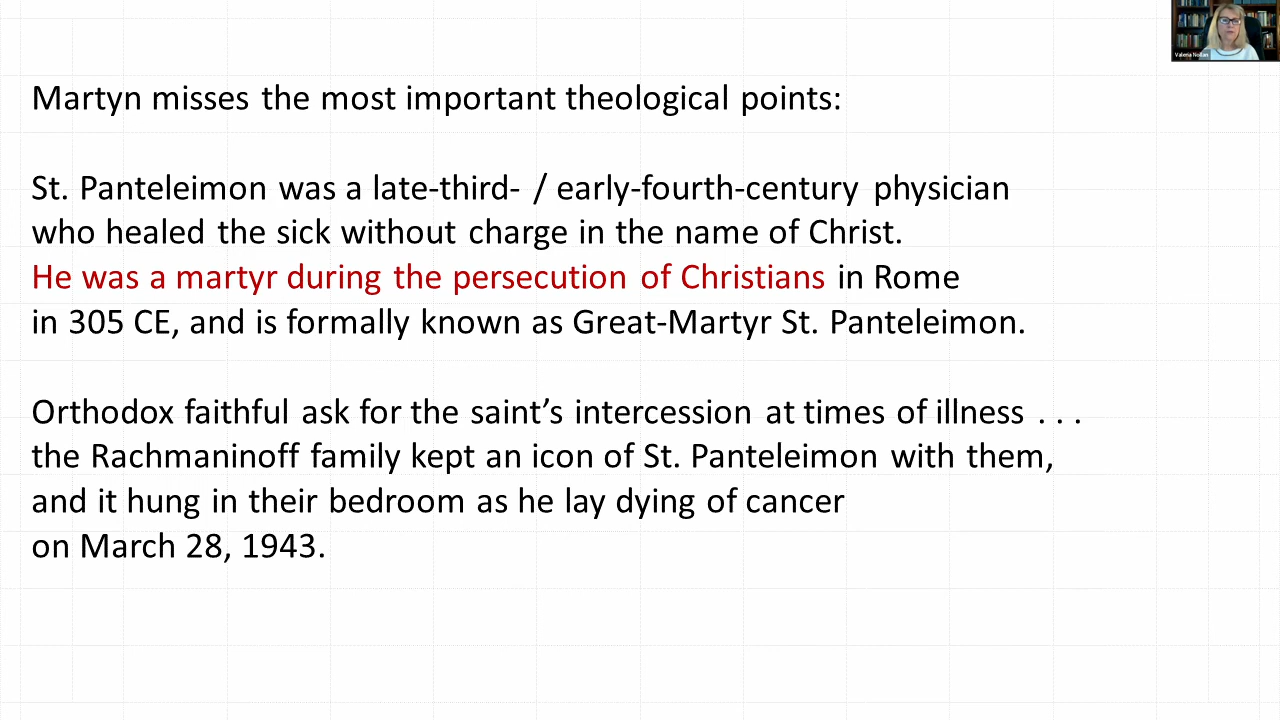 Valeria Nollan
Martyn misses the most important theological points:
St. Panteleimon was a late-third- / early-fourth-century physician
who healed the sick without charge in the name of Christ.
He was a martyr during the persecution of Christians in Rome
in 305 CE, and is formally known as Great-Martyr St. Panteleimon.
Orthodox faithful ask for the saint’s intercession at times of illness . . .
the Rachmaninoff family kept an icon of St. Panteleimon with them,
and it hung in their bedroom as he lay dying of cancer
on March 28, 1943.